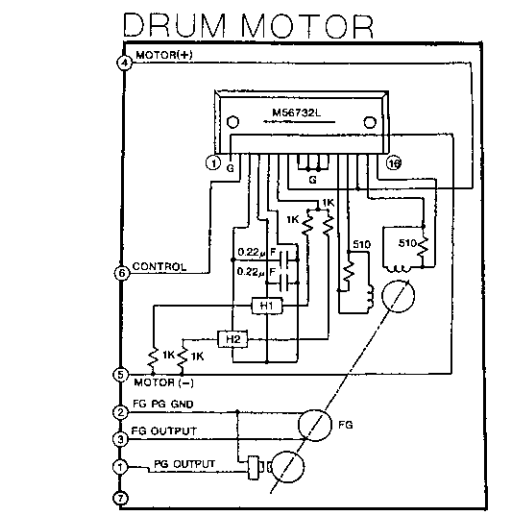 DRUM MOTOR
4 MOTOR(+)
M56732L
1 G 16
G
1K 1K
0.22μF
0.22μF
510 510
6 CONTROL
H1
H2
1K 1K
5
MOTOR (-)
2 FG PG GND
3 FG OUTPUT
FG
1 PG OUTPUT
7